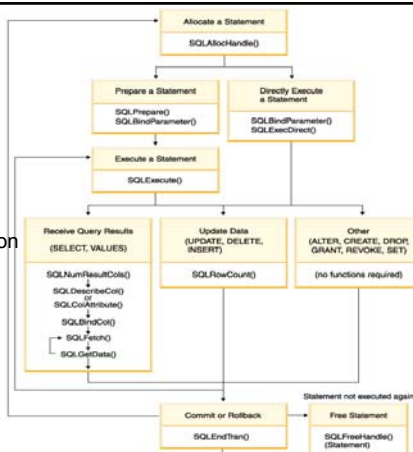 Allocate a Statement
SQLAllocHandle()
Prepare a Statement
SQLPrepare()
SQLBindParameter()
Directly Execute
a Statement
SQLBindParameter()
SQLExecDirect()
Execute a Statement
SQLExecute()
on
Receive Query Results
(SELECT, VALUES)
SQLNumResultCols()
SQLDescribeCol()
or
SQLColAttribute()
SQLBindCol()
SQLFetch()
SQLGetData()
Update Data
(UPDATE, DELETE,
INSERT)
SQLRowCount()
Other
(ALTER, CREATE, DROP,
GRANT, REVOKE, SET)
(no functions required)
Statement not executed again
Commit or Rollback
SQLEndTran()
Free Statement
SQLFreeHandle()
(Statement)